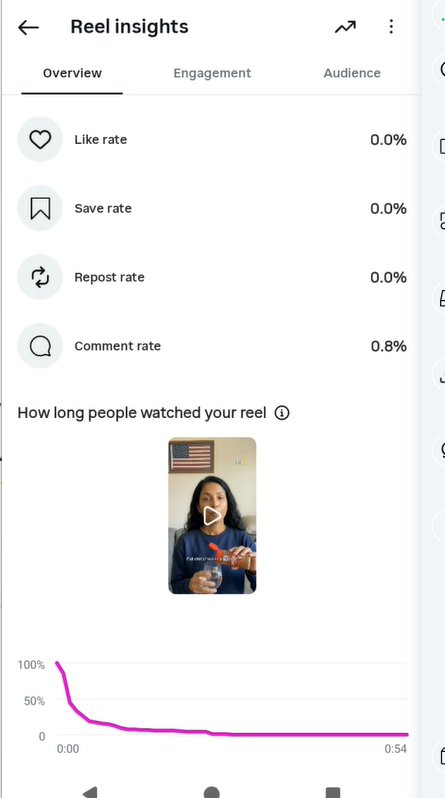 Reel insights
Overview Engagement Audience
Like rate 0.0%
Save rate 0.0%
Repost rate 0.0%
Comment rate 0.8%
How long people watched your reel
100%
50%
0
0:00 0:54